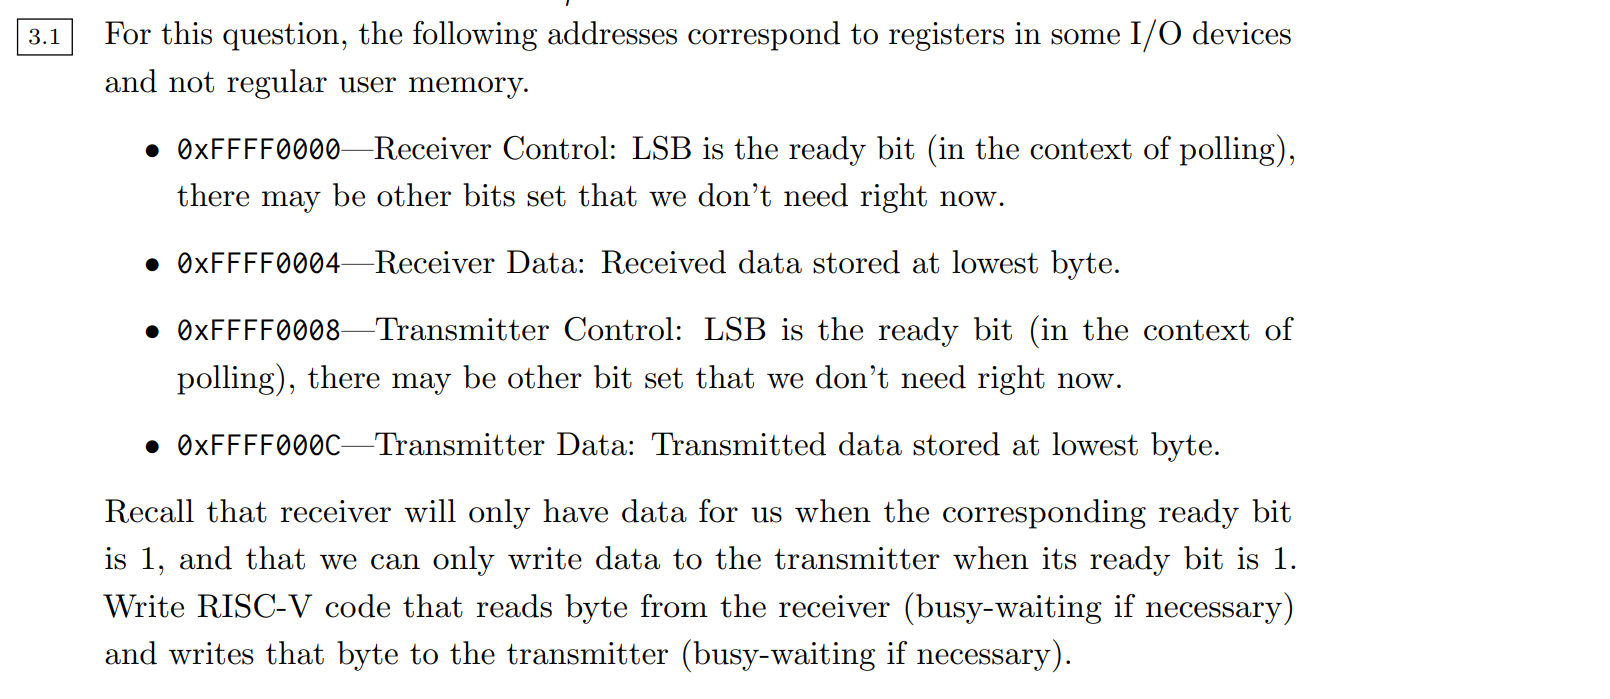 3.1 For this question, the following addresses correspond to registers in some I/O devices
and not regular user memory.
• 0xFFFF0000—Receiver Control: LSB is the ready bit (in the context of polling),
there may be other bits set that we don't need right now.
• 0xFFFF0004—Receiver Data: Received data stored at lowest byte.
• 0xFFFF0008—Transmitter Control: LSB is the ready bit (in the context of
polling), there may be other bit set that we don't need right now.
• 0xFFFF000C—Transmitter Data: Transmitted data stored at lowest byte.
Recall that receiver will only have data for us when the corresponding ready bit
is 1, and that we can only write data to the transmitter when its ready bit is 1.
Write RISC-V code that reads byte from the receiver (busy-waiting if necessary)
and writes that byte to the transmitter (busy-waiting if necessary).